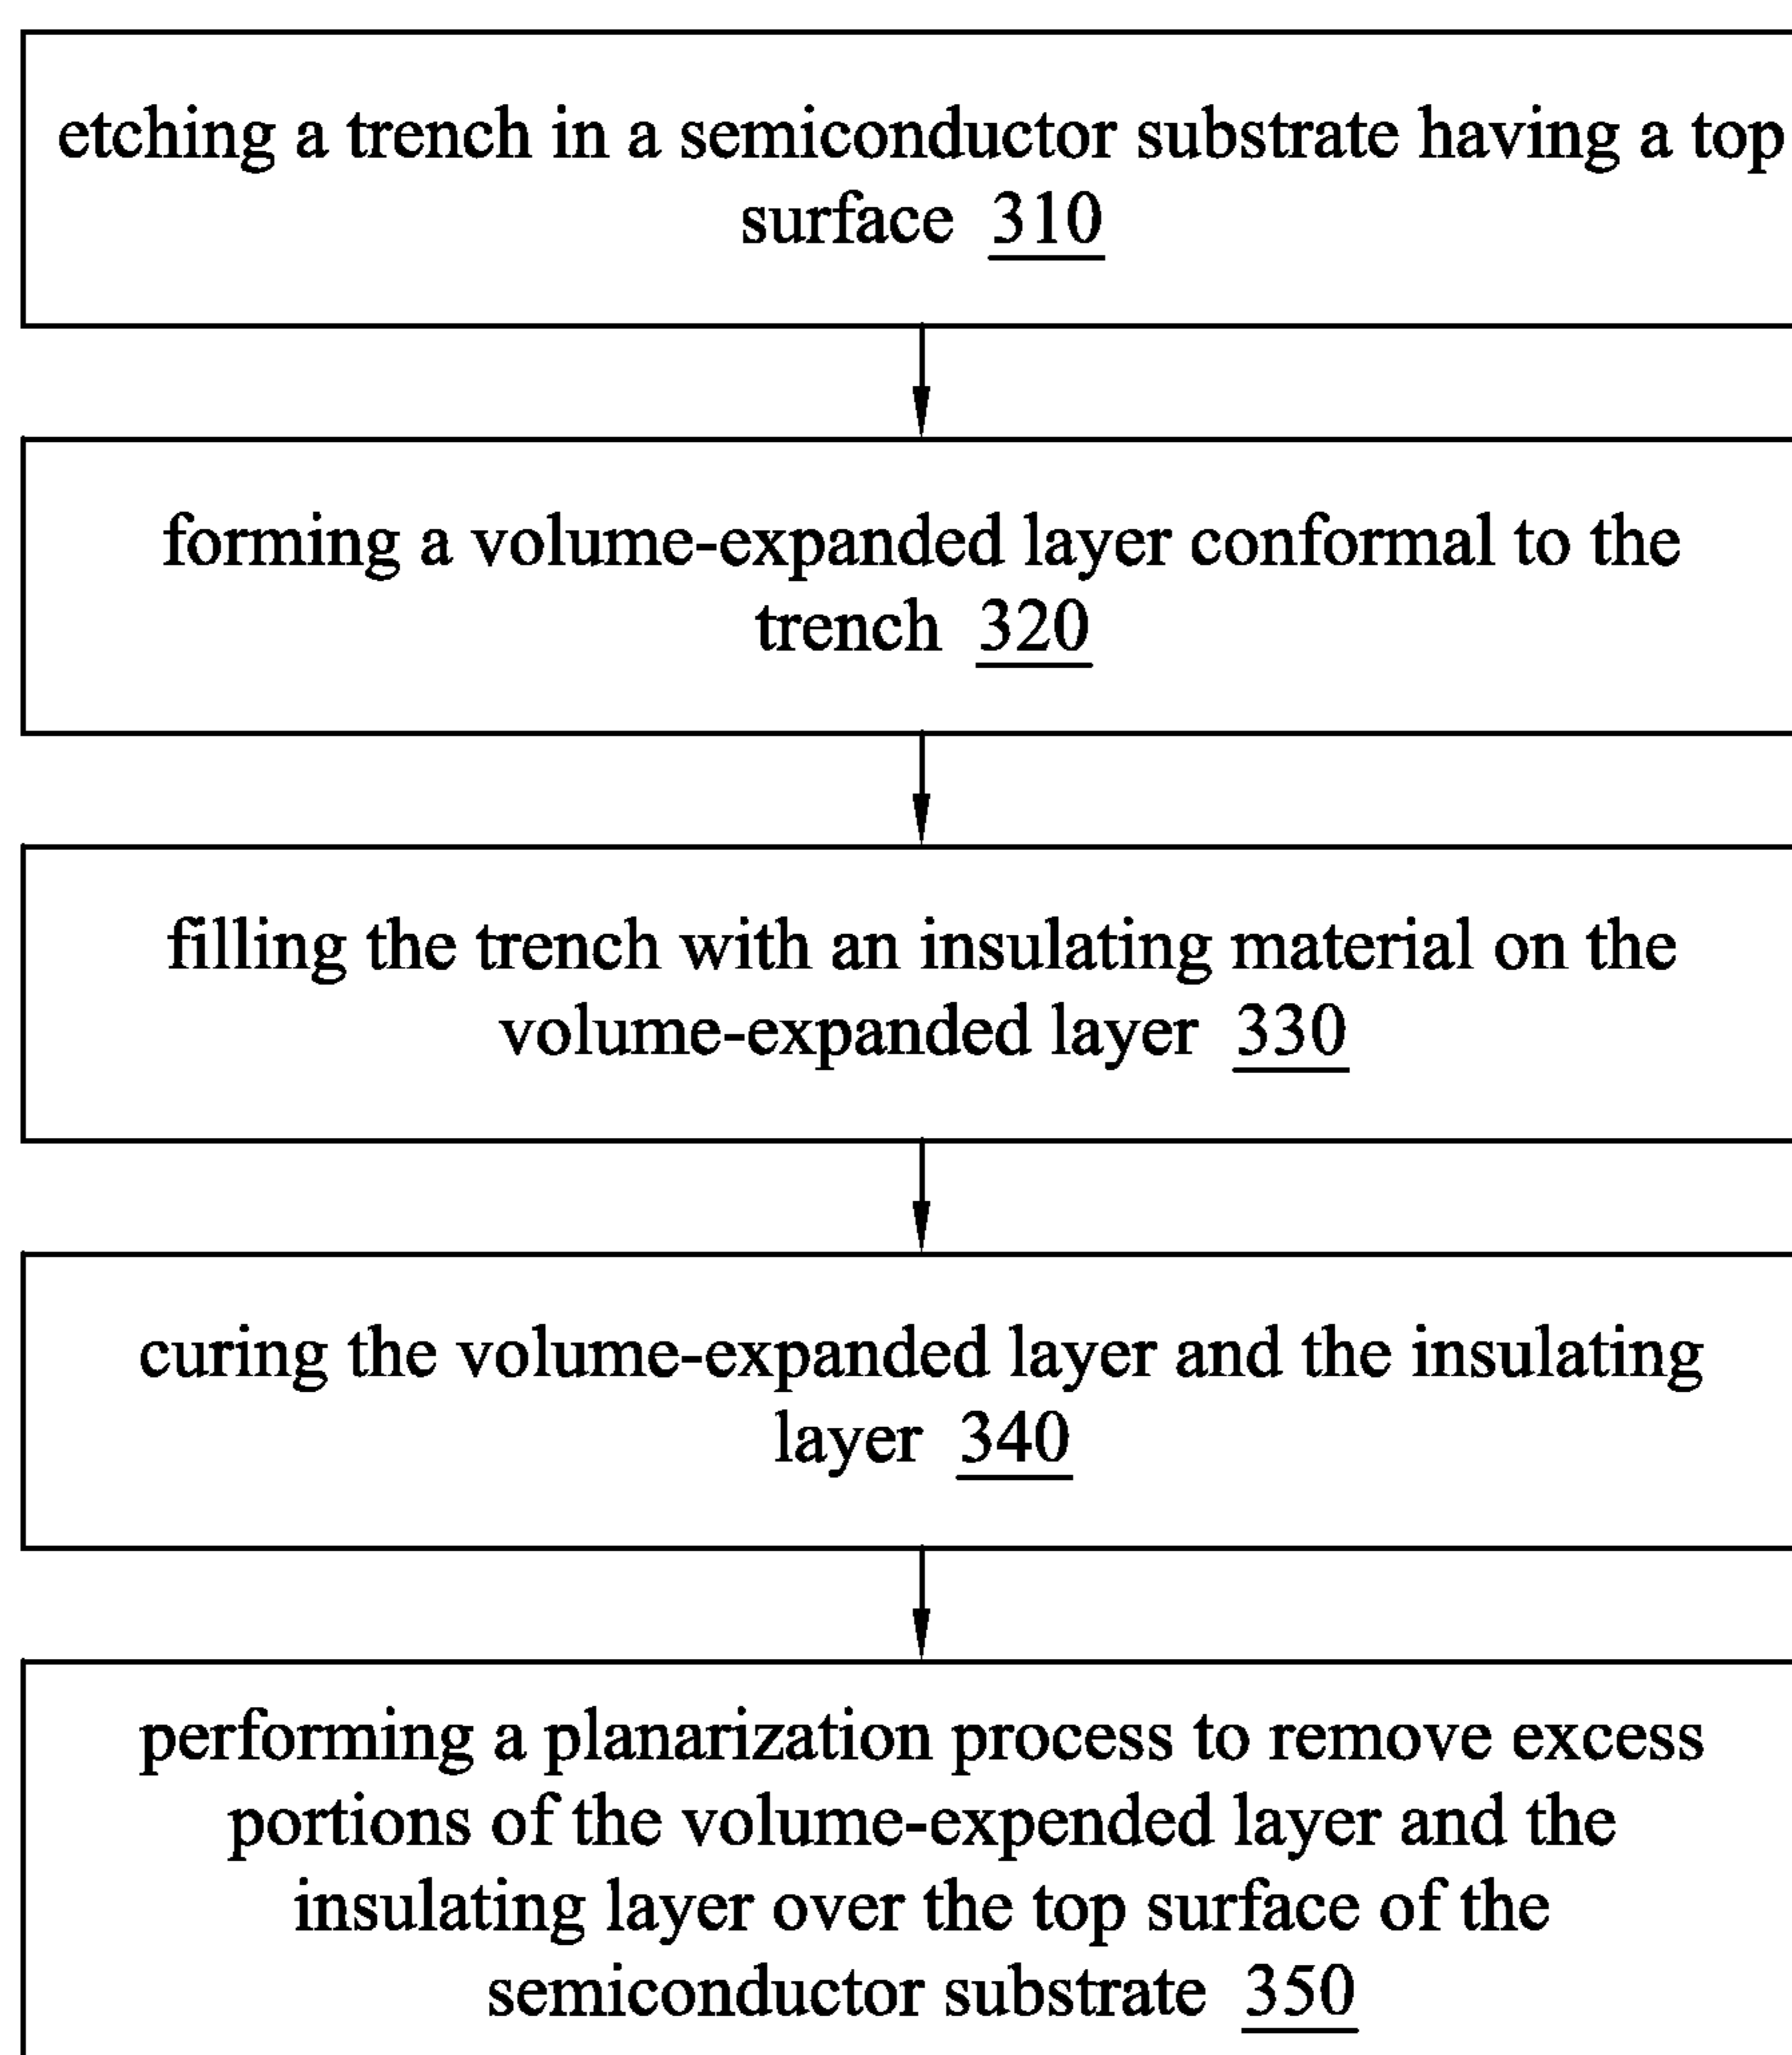 etching a trench in a semiconductor substrate having a top
surface 310
forming a volume-expanded layer conformal to the
trench 320
filling the trench with an insulating material on the
volume-expanded layer 330
curing the volume-expanded layer and the insulating
layer 340
performing a planarization process to remove excess
portions of the volume-expended layer and the
insulating layer over the top surface of the
semiconductor substrate 350